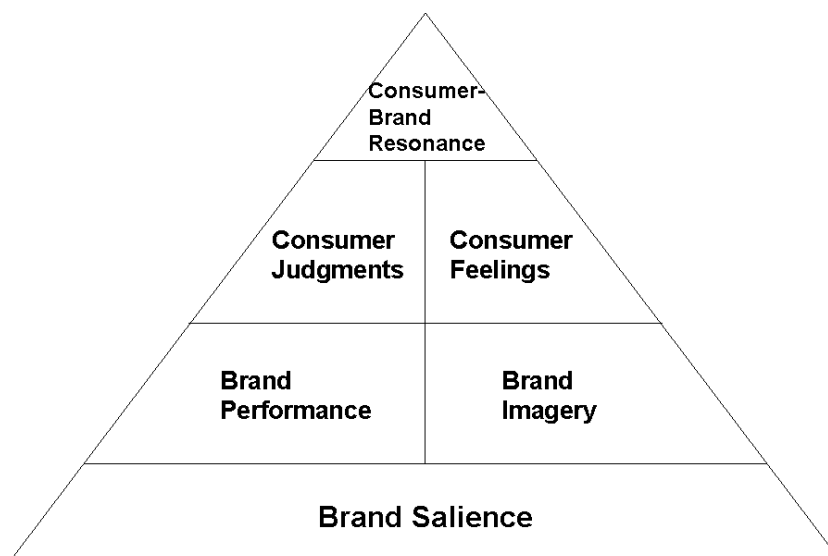 Consumer-
Brand
Resonance
Consumer
Judgments
Consumer
Feelings
Brand
Performance
Brand
Imagery
Brand Salience